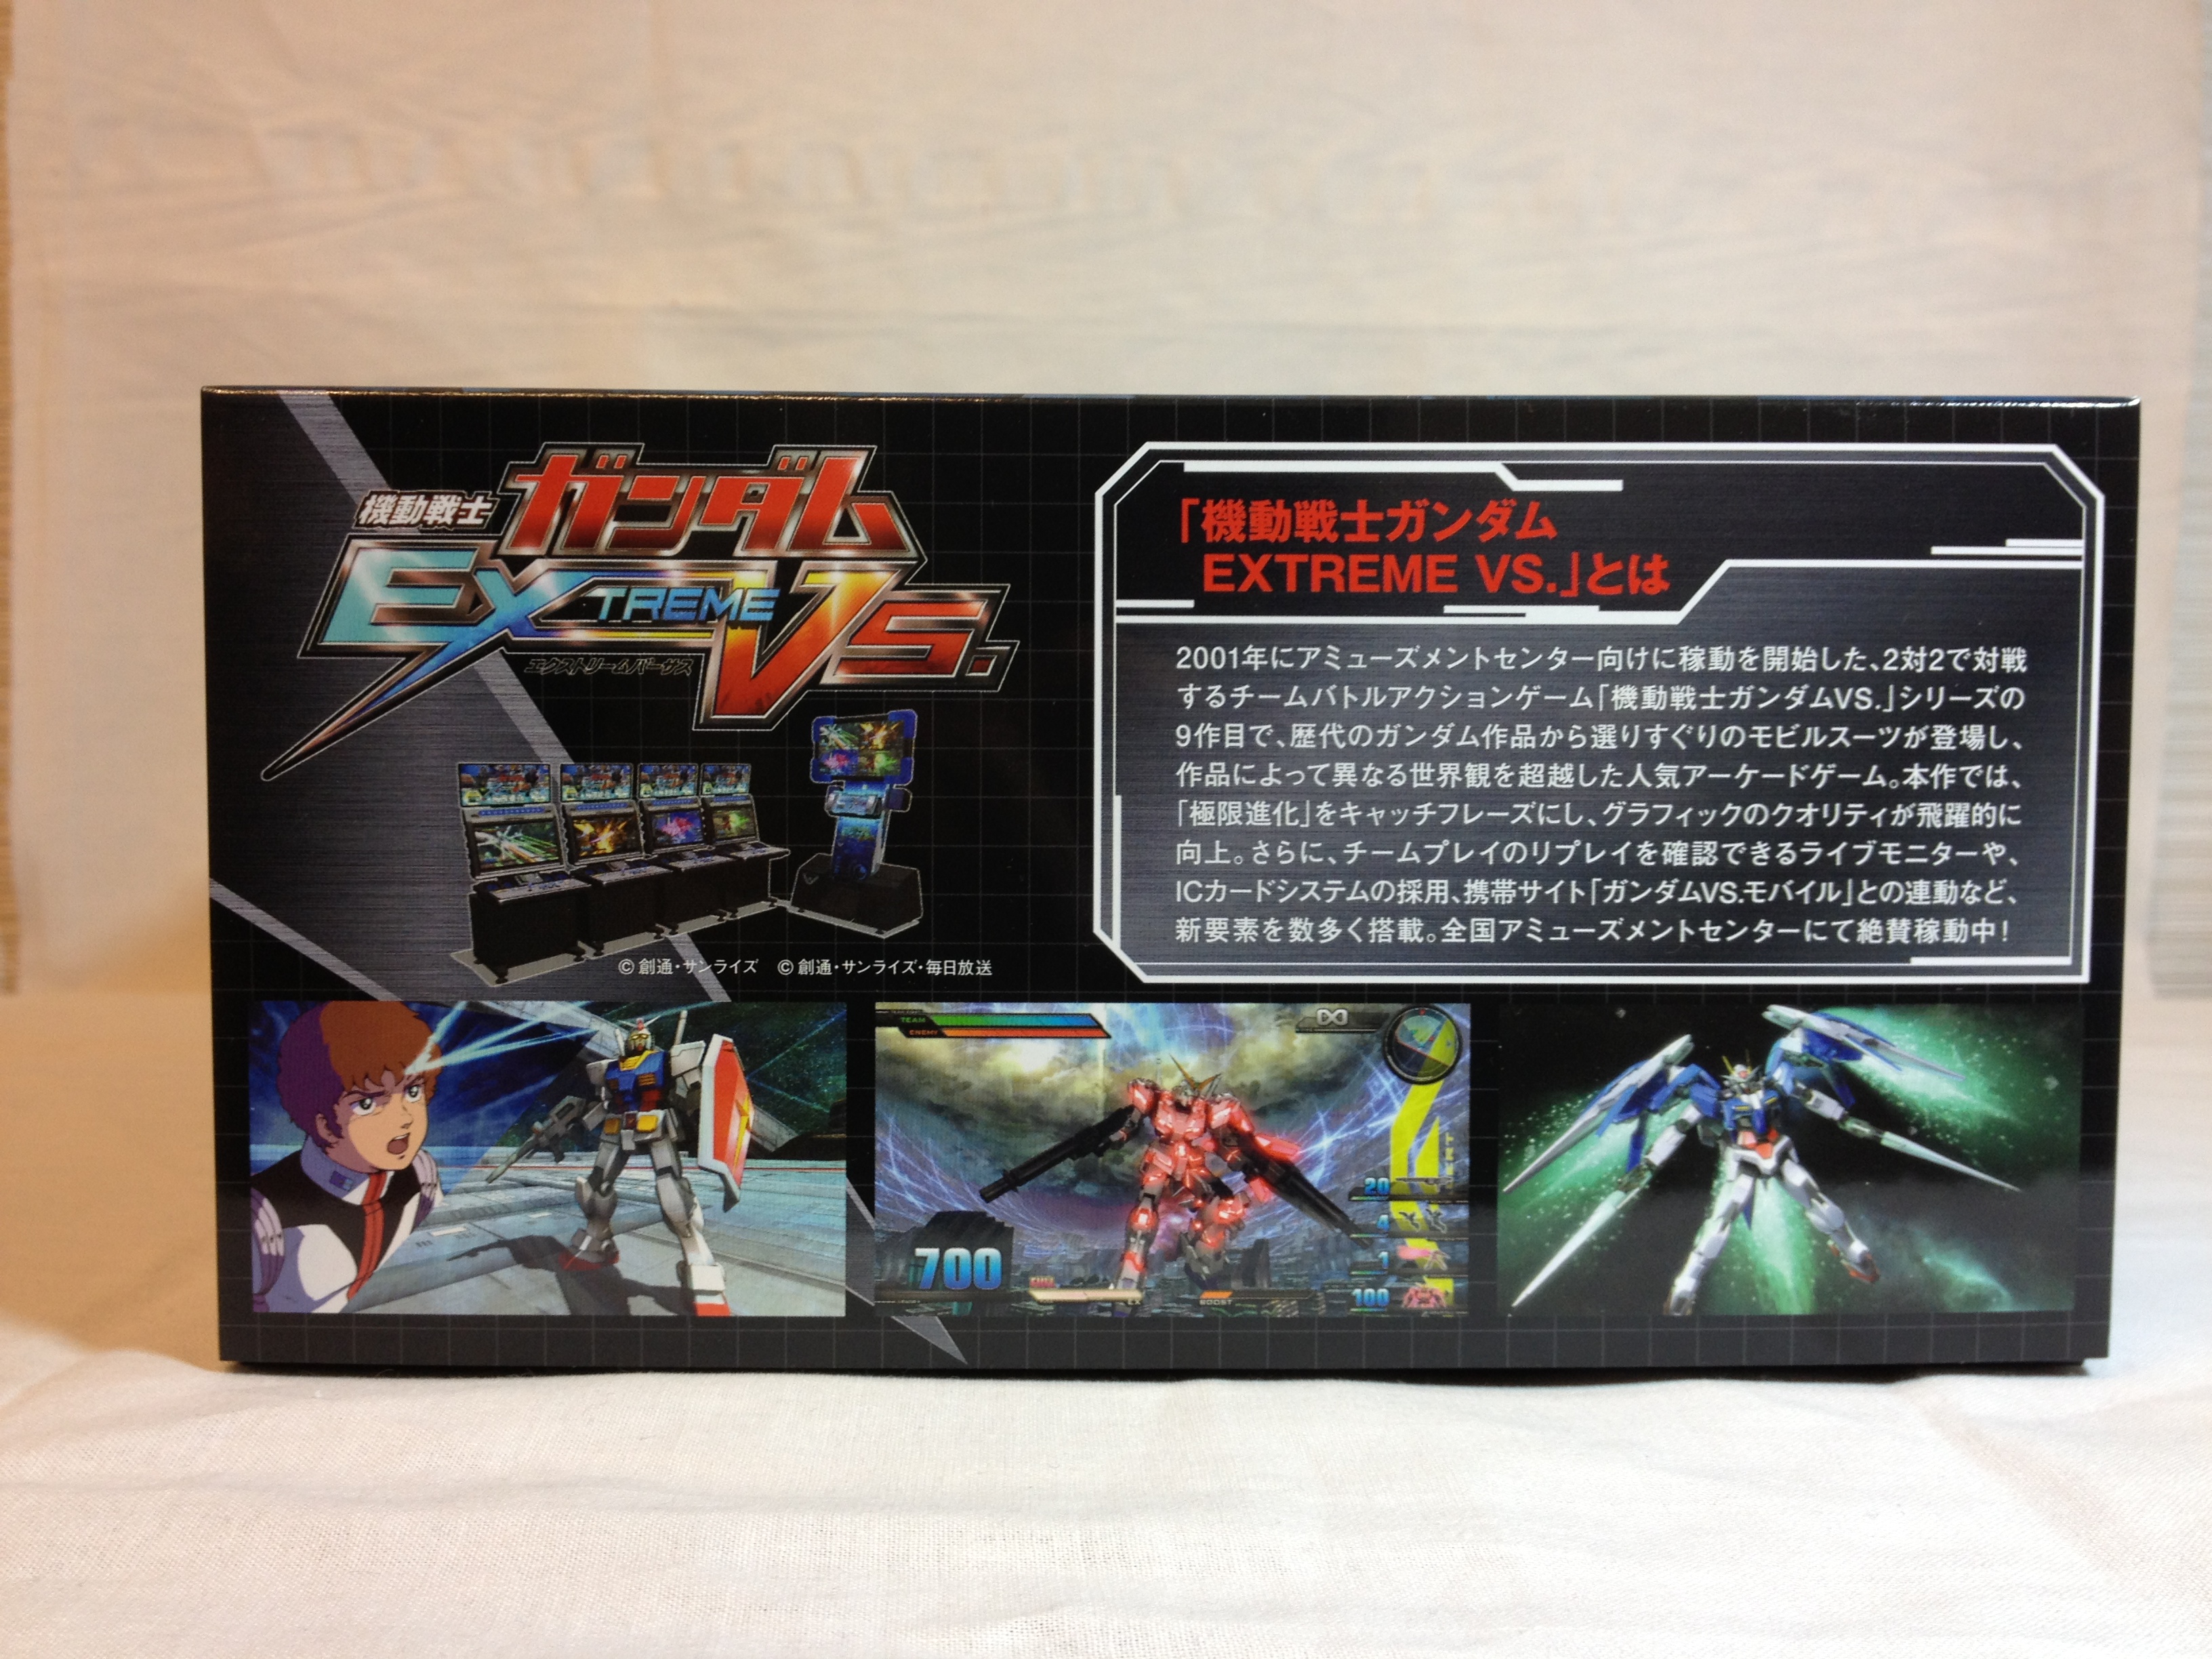 機動戦士
ガンダム
EXTREME VS.
エクストリームバーサス
©創通・サンライズ ©創通・サンライズ・毎日放送
「機動戦士ガンダム
EXTREME VS.」とは
2001年にアミューズメントセンター向けに稼動を開始した、2対2で対戦
するチームバトルアクションゲーム「機動戦士ガンダムVS.」シリーズの
9作目で、歴代のガンダム作品から選りすぐりのモビルスーツが登場し、
作品によって異なる世界観を超越した人気アーケードゲーム。本作では、
「極限進化」をキャッチフレーズにし、グラフィックのクオリティが飛躍的に
向上。さらに、チームプレイのリプレイを確認できるライブモニターや、
ICカードシステムの採用、携帯サイト「ガンダムVS.モバイル」との連動など、
新要素を数多く搭載。全国アミューズメントセンターにて絶賛稼動中！
TEAM
ENEMY
20
4
1
100
700
EX
BOOST